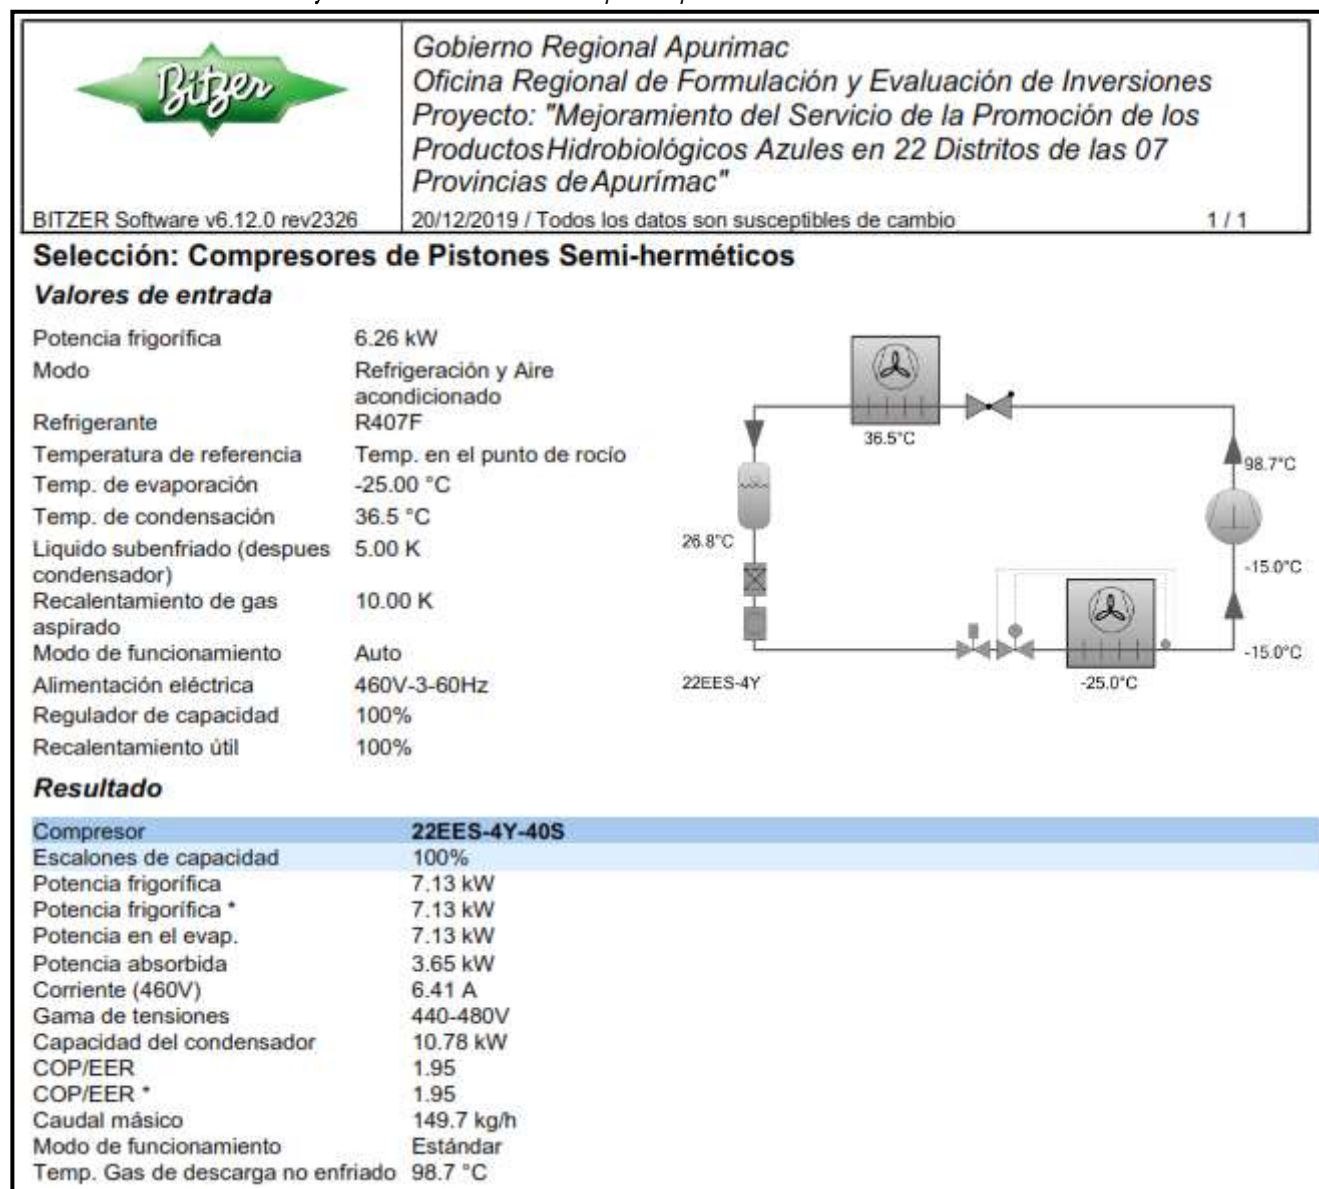 Bitzer
Gobierno Regional Apurimac
Oficina Regional de Formulación y Evaluación de Inversiones
Proyecto: "Mejoramiento del Servicio de la Promoción de los
ProductosHidrobiológicos Azules en 22 Distritos de las 07
Provincias deApurímac"
BITZER Software v6.12.0 rev2326
20/12/2019 / Todos los datos son susceptibles de cambio
1 / 1
Selección: Compresores de Pistones Semi-herméticos
Valores de entrada
Potencia frigorífica 6.26 kW
Modo Refrigeración y Aire
acondicionado
Refrigerante R407F
Temperatura de referencia Temp. en el punto de rocío
Temp. de evaporación -25.00 °C
Temp. de condensación 36.5 °C
Liquido subenfriado (despues 5.00 K
condensador)
Recalentamiento de gas 10.00 K
aspirado
Modo de funcionamiento Auto
Alimentación eléctrica 460V-3-60Hz
Regulador de capacidad 100%
Recalentamiento útil 100%
36.5°C
98.7°C
26.8°C
-15.0°C
-15.0°C
22EES-4Y
-25.0°C
Resultado
Compresor 22EES-4Y-40S
Escalones de capacidad 100%
Potencia frigorífica 7.13 kW
Potencia frigorífica * 7.13 kW
Potencia en el evap. 7.13 kW
Potencia absorbida 3.65 kW
Corriente (460V) 6.41 A
Gama de tensiones 440-480V
Capacidad del condensador 10.78 kW
COP/EER 1.95
COP/EER * 1.95
Caudal másico 149.7 kg/h
Modo de funcionamiento Estándar
Temp. Gas de descarga no enfriado 98.7 °C